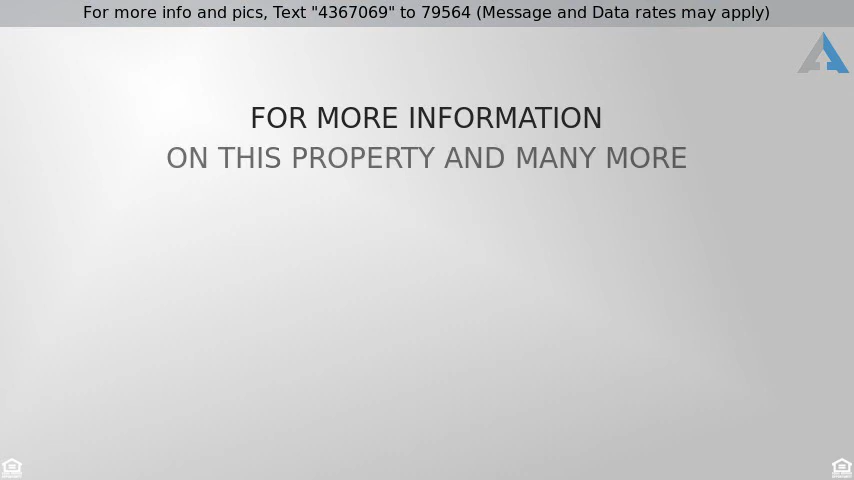 For more info and pics, Text "4367069" to 79564 (Message and Data rates may apply)
FOR MORE INFORMATION
ON THIS PROPERTY AND MANY MORE